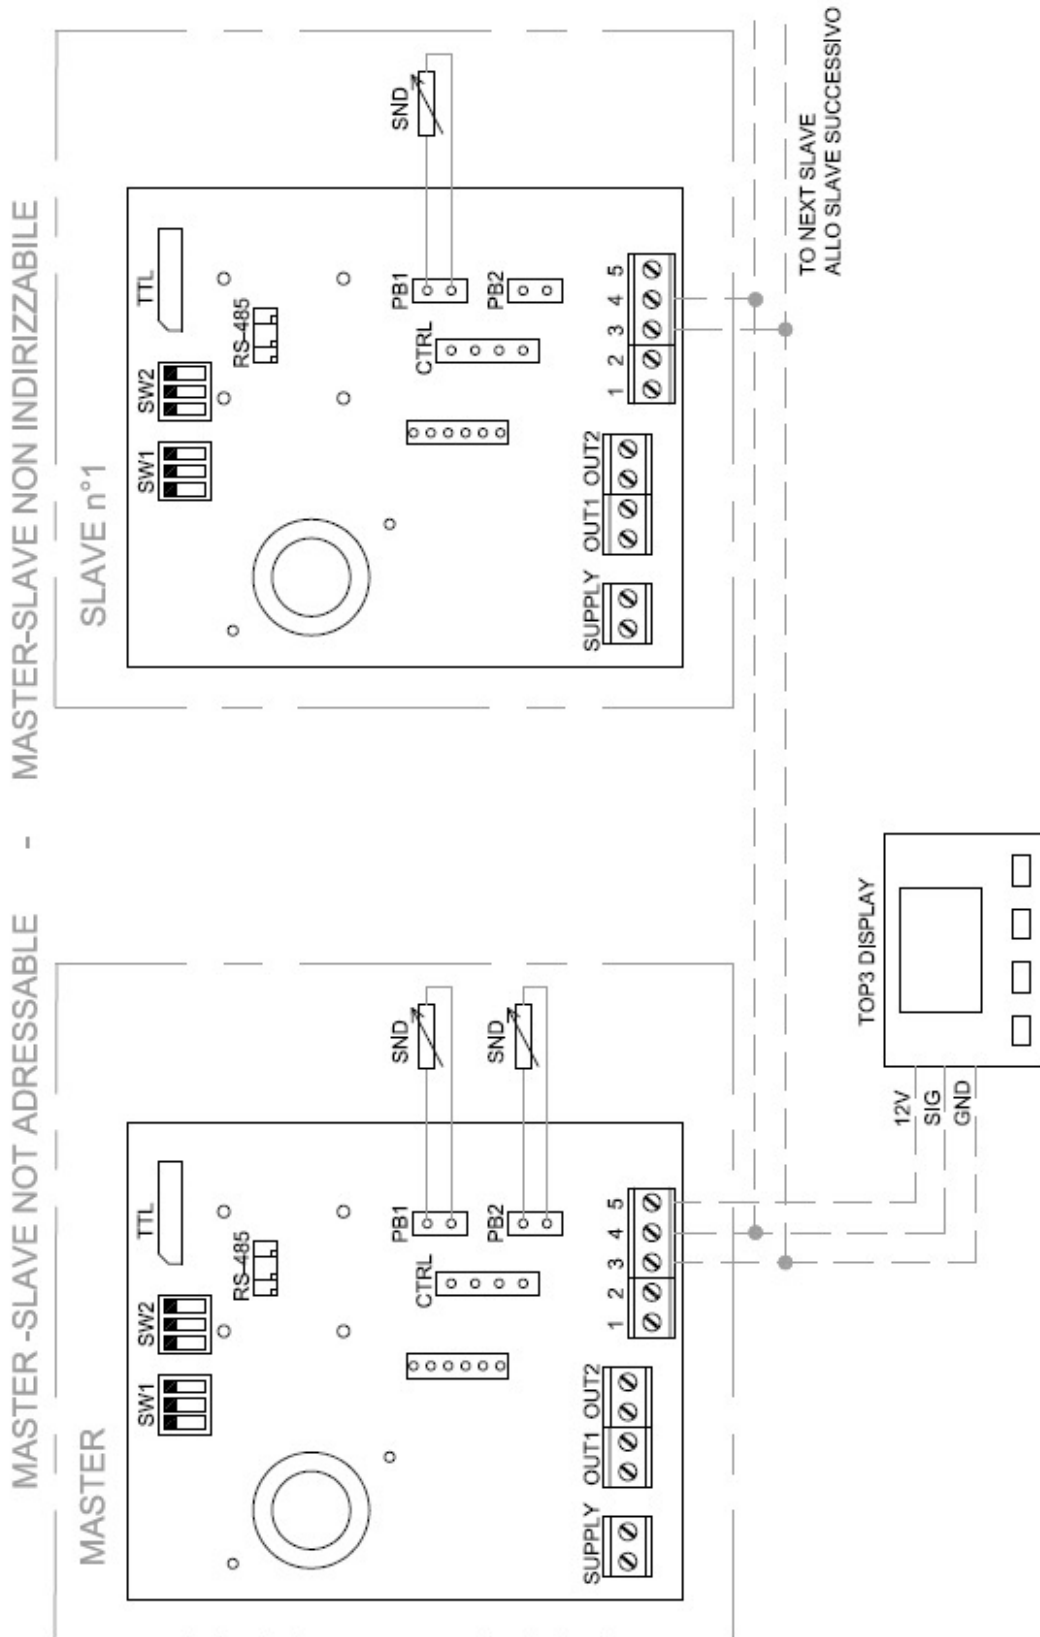 MASTER -SLAVE NOT ADRESSABLE - MASTER-SLAVE NON INDIRIZZABILE
MASTER
SW1 SW2 TTL
RS-485
CTRL PB1 SND
PB2 SND
SUPPLY OUT1 OUT2 1 2 3 4 5
SLAVE n°1
SW1 SW2 TTL
RS-485
CTRL PB1 SND
PB2
SUPPLY OUT1 OUT2 1 2 3 4 5
TO NEXT SLAVE
ALLO SLAVE SUCCESSIVO
TOP3 DISPLAY
12V
SIG
GND